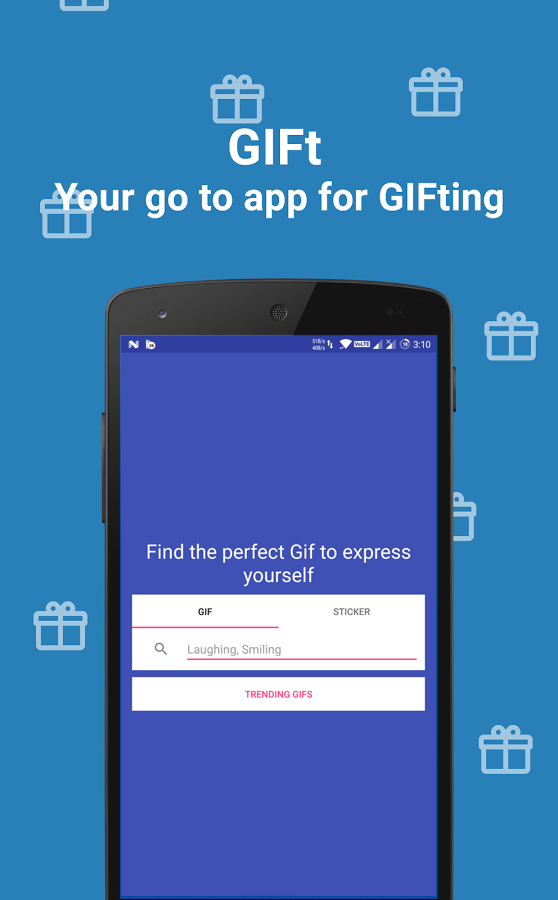 GIFt
Your go to app for GIFting
VoLTE
3:10
Find the perfect Gif to express
yourself
GIF
STICKER
Laughing, Smiling
TRENDING GIFS